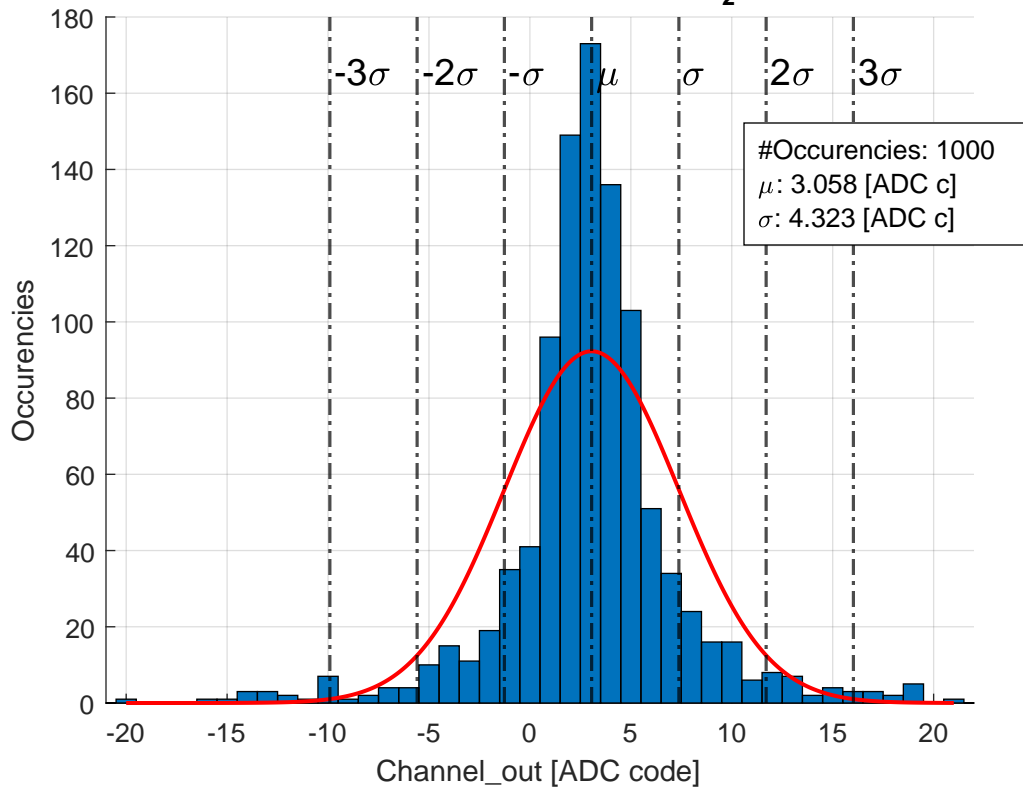 2
180
160
140
120
100
80
60
40
20
0
-3σ
-2σ
-σ
μ
σ
2σ
3σ
#Occurencies: 1000
μ: 3.058 [ADC c]
σ: 4.323 [ADC c]
Occurencies
-20
-15
-10
-5
0
5
10
15
20
Channel_out [ADC code]